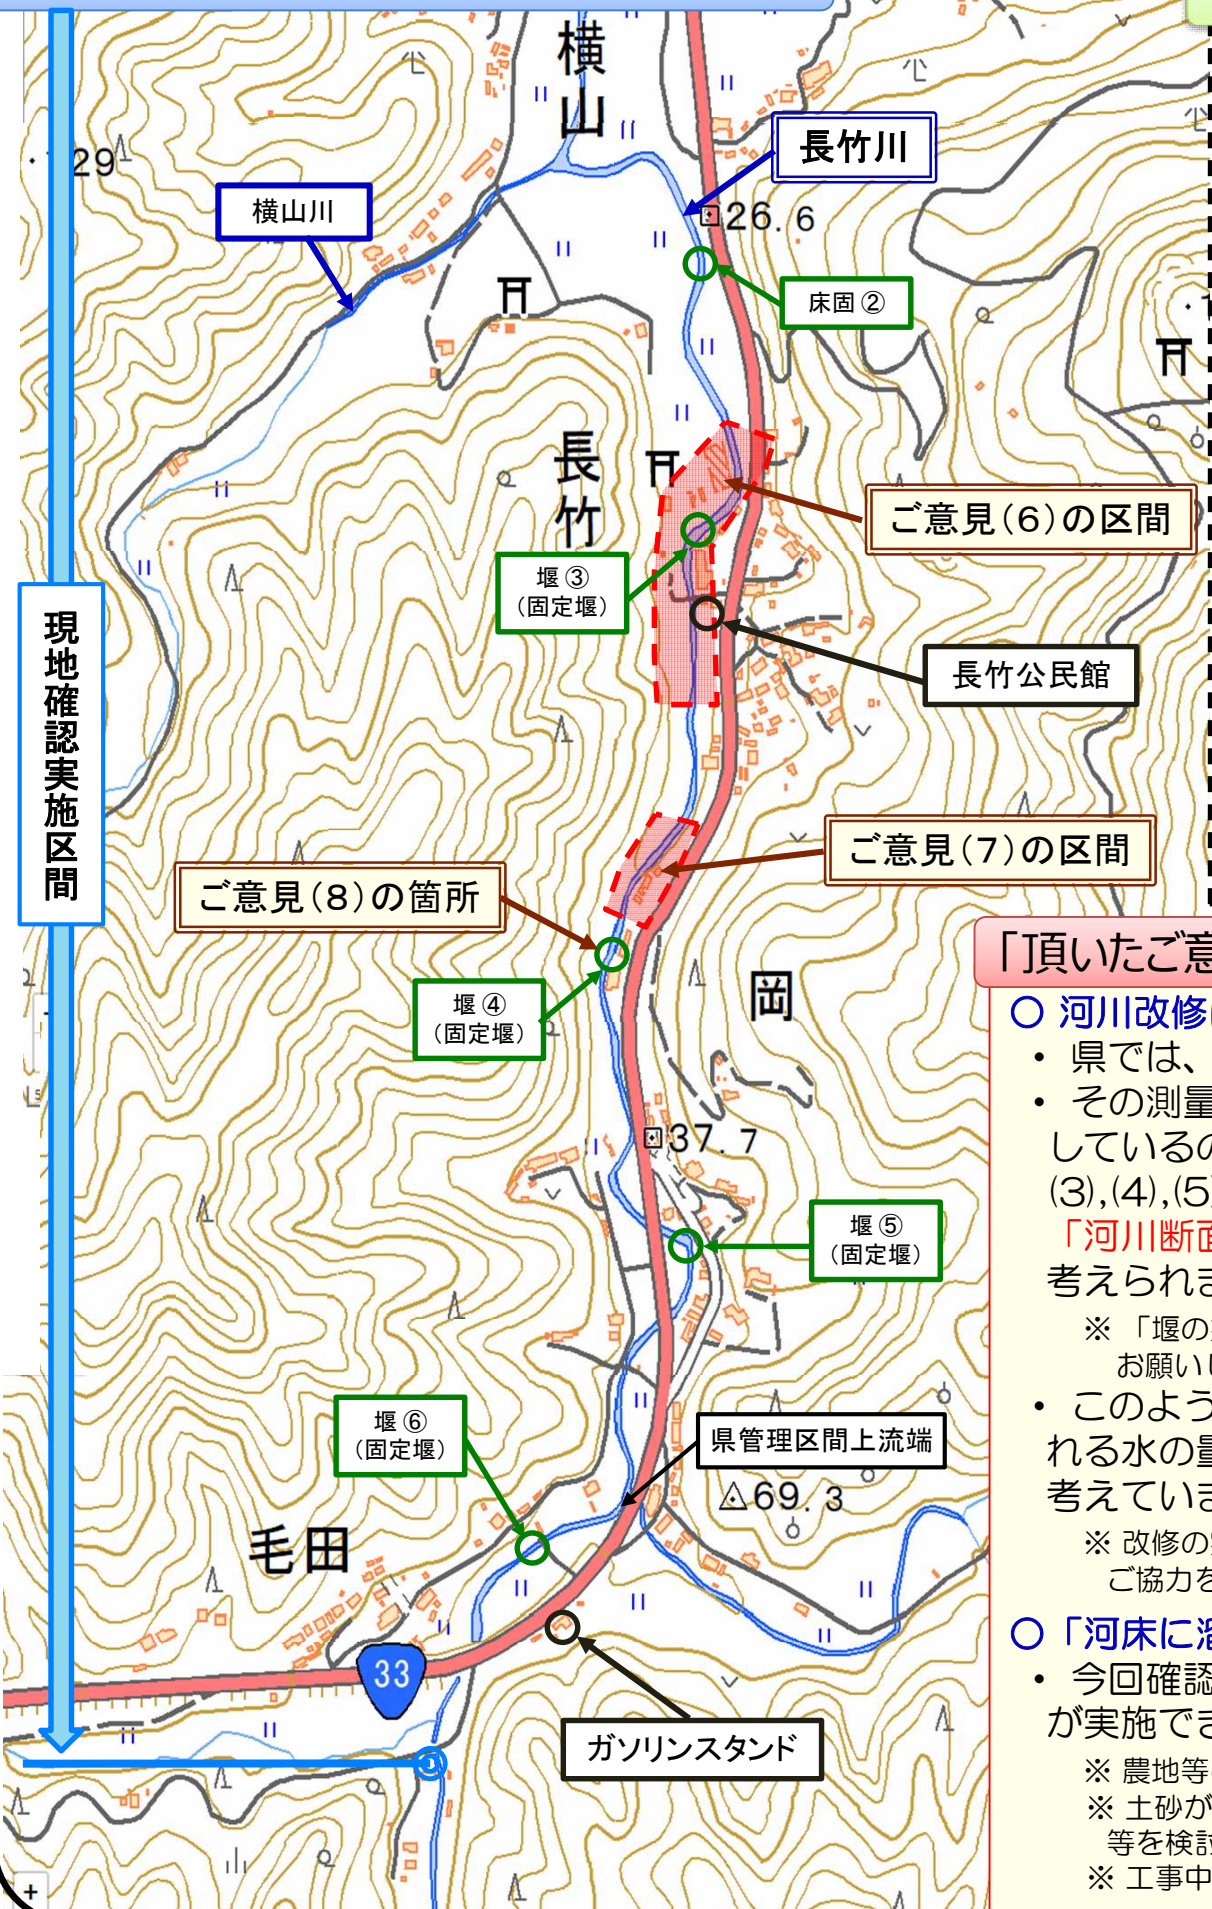 横山
129
横山川
長竹川
26.6
床固②
長竹
ご意見(6)の区間
堰③
(固定堰)
長竹公民館
現地確認実施区間
ご意見(7)の区間
ご意見(8)の箇所
堰④
(固定堰)
岡
37.7
堰⑤
(固定堰)
堰⑥
(固定堰)
県管理区間上流端
69.3
毛田
33
ガソリンスタンド
「頂いたご意
〇 河川改修
・ 県では、
・ その測量
しているの
(3),(4),(5)
「河川断面
考えられま
※ 「堰の
お願いし
・ このよう
れる水の量
考えていま
※ 改修の
ご協力を
〇「河床に溜
・ 今回確認
が実施でき
※ 農地等
※ 土砂が
等を検討
※ 工事中